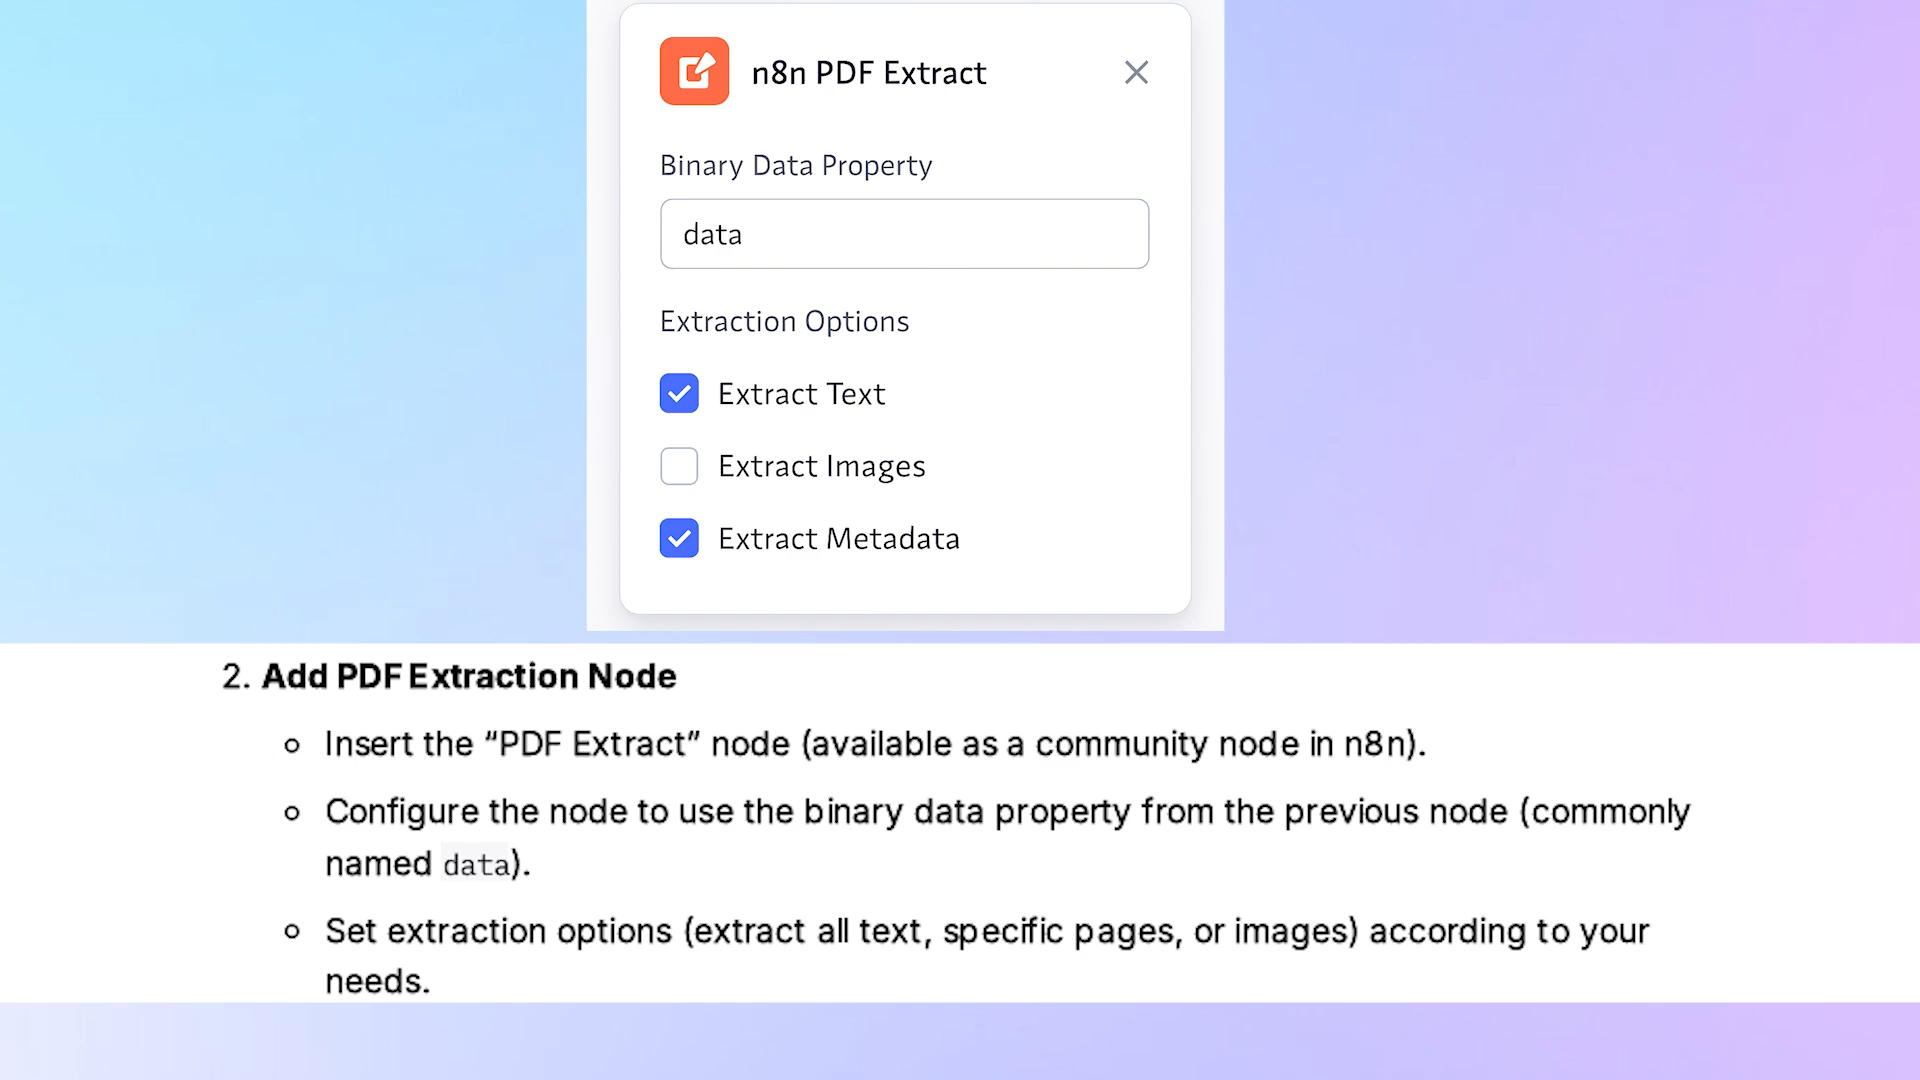 n8n PDF Extract
Binary Data Property
data
Extraction Options
Extract Text
Extract Images
Extract Metadata
2. Add PDF Extraction Node
Insert the “PDF Extract” node (available as a community node in n8n).
Configure the node to use the binary data property from the previous node (commonly
named data).
Set extraction options (extract all text, specific pages, or images) according to your
needs.